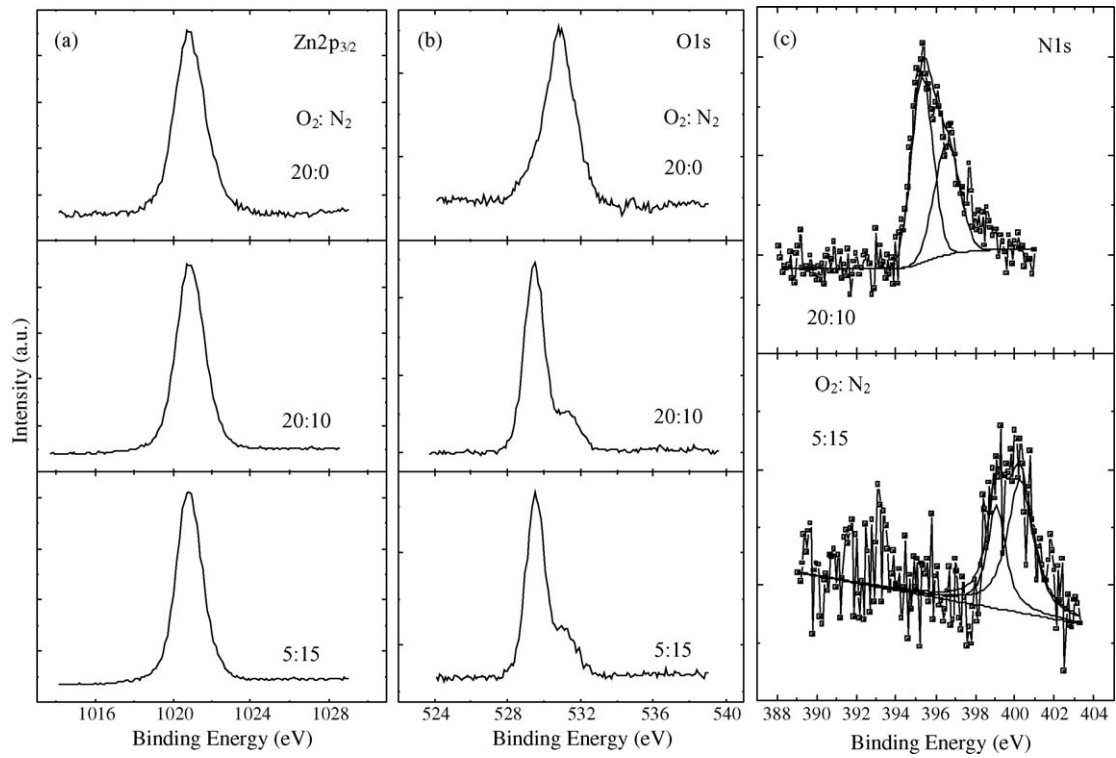 (a)
Zn2p3/2
O2: N2
20:0
20:10
5:15
Intensity (a.u.)
1016 1020 1024 1028
Binding Energy (eV)
(b)
O1s
O2: N2
20:0
20:10
5:15
524 528 532 536 540
Binding Energy (eV)
(c)
N1s
20:10
O2: N2
5:15
388 390 392 394 396 398 400 402 404
Binding Energy (eV)